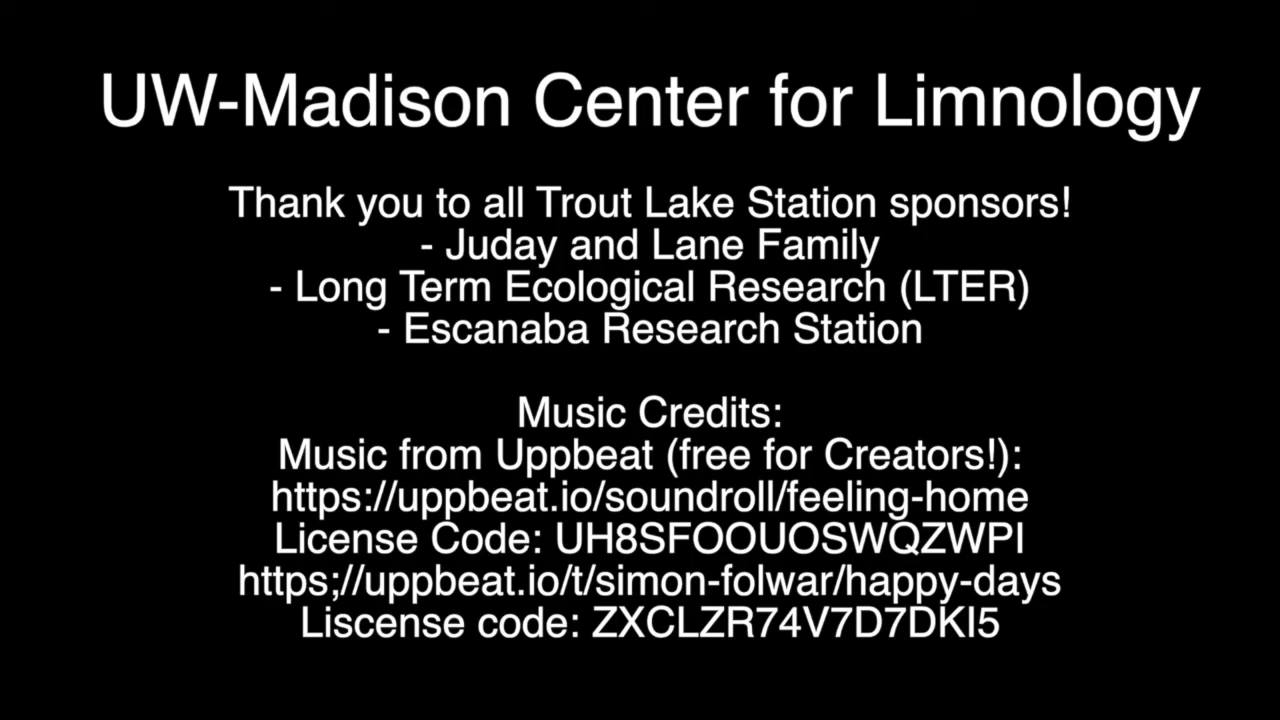 UW-Madison Center for Limnology
Thank you to all Trout Lake Station sponsors!
- Juday and Lane Family
- Long Term Ecological Research (LTER)
- Escanaba Research Station
Music Credits:
Music from Uppbeat (free for Creators!):
https://uppbeat.io/soundroll/feeling-home
License Code: UH8SFOOUOSWQZWPI
https;//uppbeat.io/t/simon-folwar/happy-days
Liscense code: ZXCLZR74V7D7DKI5